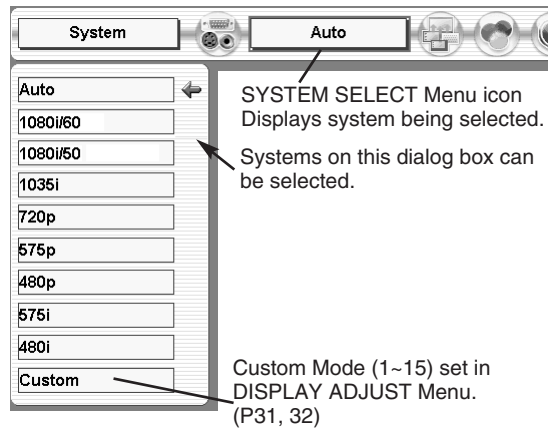 System
Auto
Auto
1080i/60
1080i/50
1035i
720p
575p
480p
575i
480i
Custom
SYSTEM SELECT Menu icon
Displays system being selected.
Systems on this dialog box can
be selected.
Custom Mode (1~15) set in
DISPLAY ADJUST Menu.
(P31, 32)